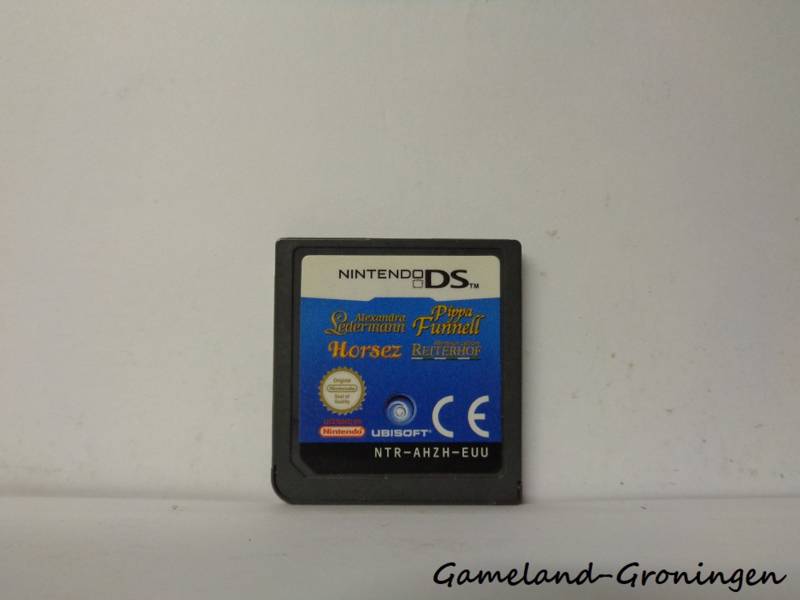 NINTENDO DS TM
Alexandra Ledermann
Pippa Funnell
Horsez
REITERHOF
Original
Nintendo
Seal of
Quality
Nintendo
UBISOFT
CE
NTR-AHZH-EUU
Gameland-Groningen